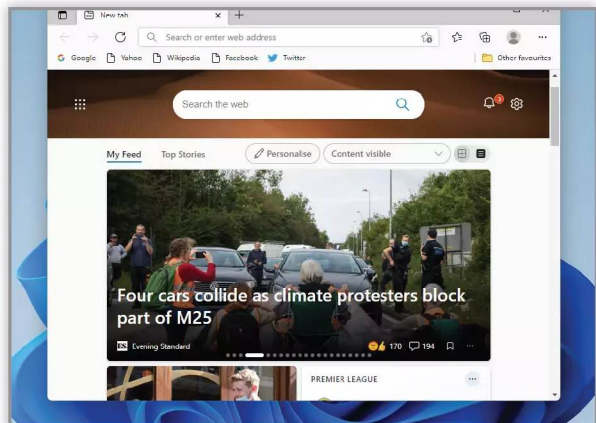 New tab
Search or enter web address
Google Yahoo Wikipedia Facebook Twitter Other favourites
Search the web
3
My Feed Top Stories Personalise Content visible
Four cars collide as climate protesters block
part of M25
ES Evening Standard 170 194
PREMIER LEAGUE